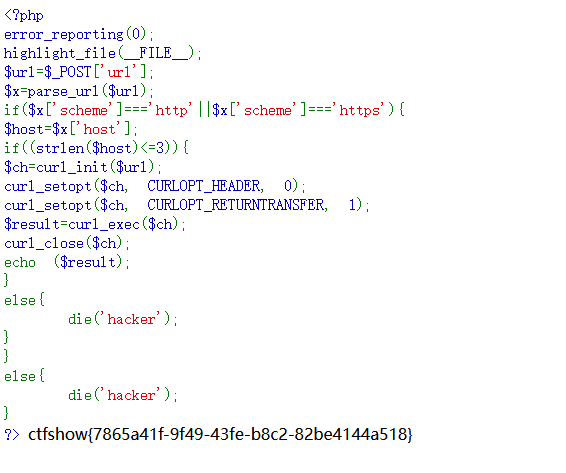 <?php
error_reporting(0);
highlight_file(__FILE__);
$url=$_POST['url'];
$x=parse_url($url);
if($x['scheme']==='http'||$x['scheme']==='https'){
$host=$x['host'];
if((strlen($host)<=3)){
$ch=curl_init($url);
curl_setopt($ch, CURLOPT_HEADER, 0);
curl_setopt($ch, CURLOPT_RETURNTRANSFER, 1);
$result=curl_exec($ch);
curl_close($ch);
echo ($result);
}
else{
        die('hacker');
}
}
else{
        die('hacker');
}
?> ctfshow{7865a41f-9f49-43fe-b8c2-82be4144a518}